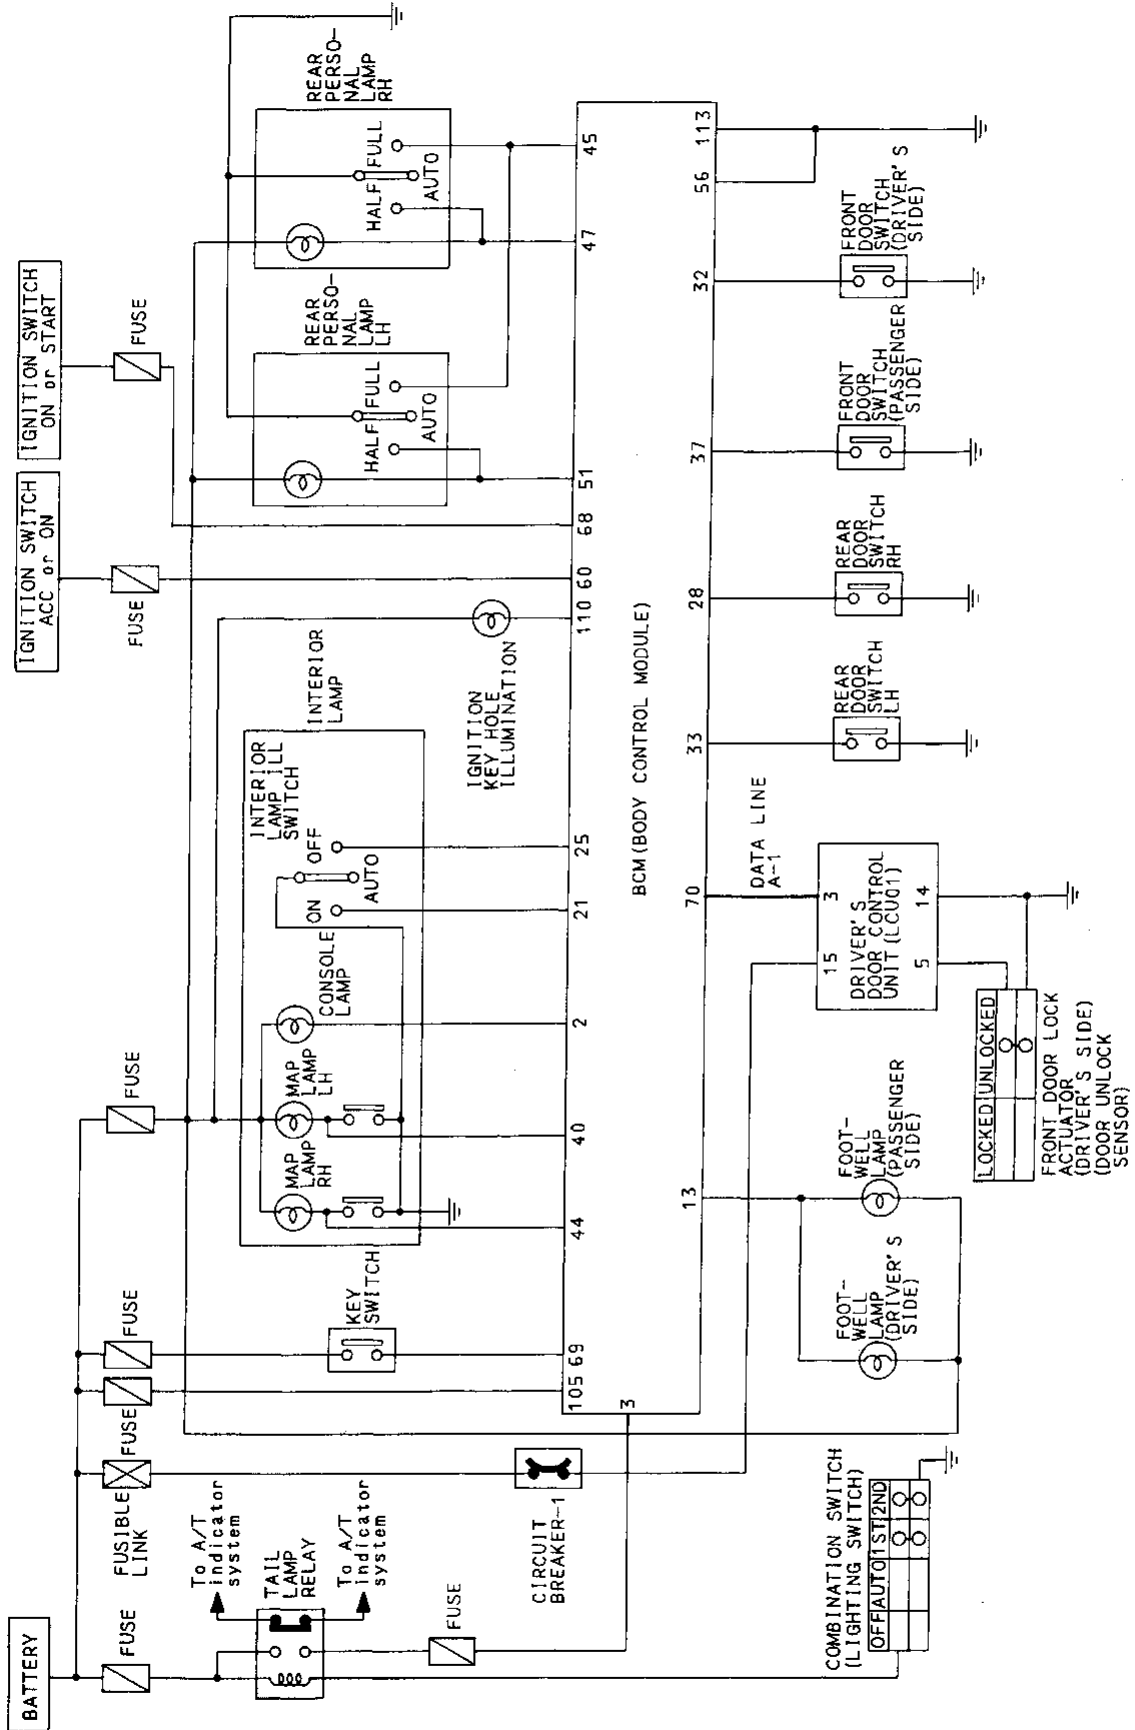 BATTERY
FUSE
FUSIBLE
LINK
FUSE
FUSE
FUSE
IGNITION SWITCH
ACC or ON
FUSE
IGNITION SWITCH
ON or START
FUSE
To A/T
indicator
system
TAIL
LAMP
RELAY
To A/T
indicator
system
FUSE
CIRCUIT
BREAKER-1
KEY
SWITCH
MAP
LAMP
RH
MAP
LAMP
LH
CONSOLE
LAMP
INTERIOR
LAMP ILL
SWITCH
ON
OFF
AUTO
INTERIOR
LAMP
IGNITION
KEY HOLE
ILLUMINATION
REAR
PERSO-
NAL
LAMP
LH
HALF
FULL
AUTO
REAR
PERSO-
NAL
LAMP
RH
HALF
FULL
AUTO
105
69
44
40
2
21
25
110
60
68
51
47
45
3
BCM(BODY CONTROL MODULE)
13
70
33
28
37
32
56
113
COMBINATION SWITCH
(LIGHTING SWITCH)
OFF
AUTO
1ST
2ND
FOOT-
WELL
LAMP
(DRIVER'S
SIDE)
FOOT-
WELL
LAMP
(PASSENGER
SIDE)
DATA LINE
A-1
15
3
DRIVER'S
DOOR CONTROL
UNIT(LCU01)
5
14
LOCKED
UNLOCKED
FRONT DOOR LOCK
ACTUATOR
(DRIVER'S SIDE)
(DOOR UNLOCK
SENSOR)
REAR
DOOR
SWITCH
LH
REAR
DOOR
SWITCH
RH
FRONT
DOOR
SWITCH
(PASSENGER
SIDE)
FRONT
DOOR
SWITCH
(DRIVER'S
SIDE)